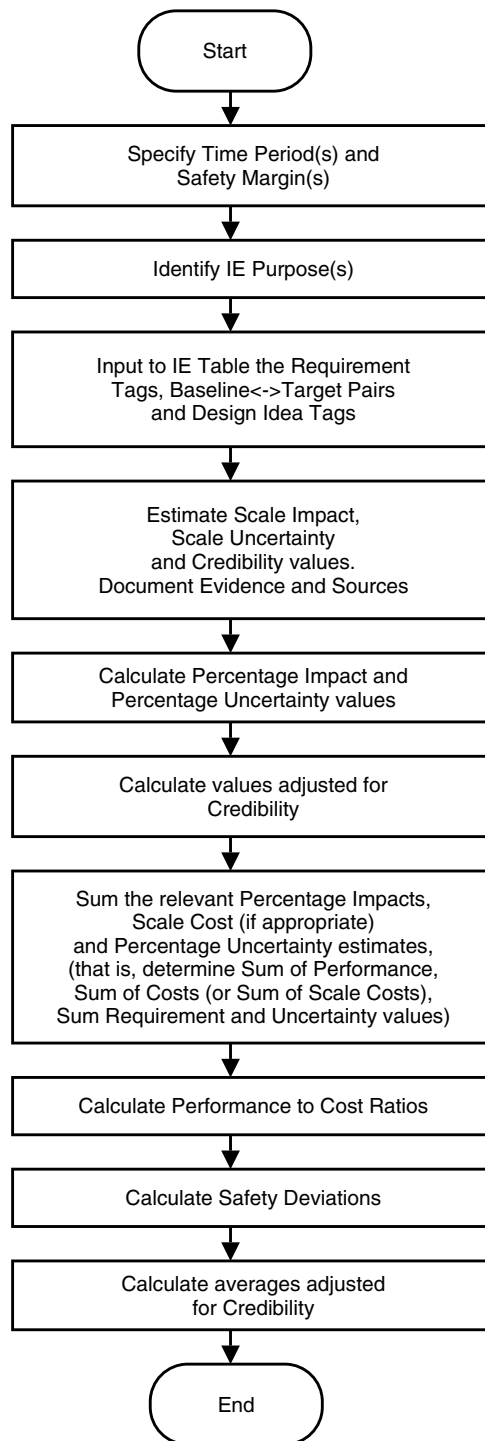 Start
Specify Time Period(s) and
Safety Margin(s)
Identify IE Purpose(s)
Input to IE Table the Requirement
Tags, Baseline<->Target Pairs
and Design Idea Tags
Estimate Scale Impact,
Scale Uncertainty
and Credibility values.
Document Evidence and Sources
Calculate Percentage Impact and
Percentage Uncertainty values
Calculate values adjusted for
Credibility
Sum the relevant Percentage Impacts,
Scale Cost (if appropriate)
and Percentage Uncertainty estimates,
(that is, determine Sum of Performance,
Sum of Costs (or Sum of Scale Costs),
Sum Requirement and Uncertainty values)
Calculate Performance to Cost Ratios
Calculate Safety Deviations
Calculate averages adjusted
for Credibility
End